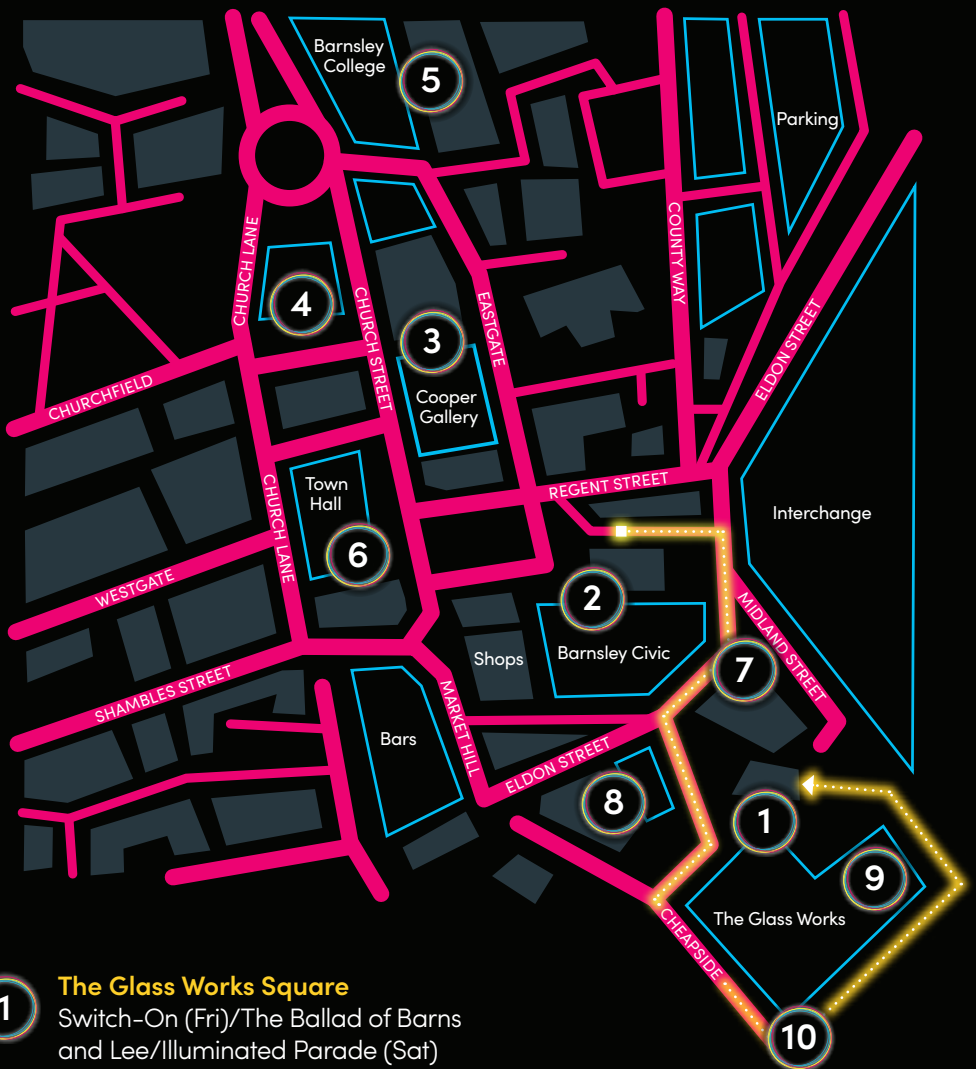 Barnsley
College
5
Parking
CHURCH LANE
4
CHURCH STREET
3
EASTGATE
COUNTY WAY
ELDON STREET
CHURCHFIELD
Cooper
Gallery
Town
Hall
CHURCH LANE
6
REGENT STREET
Interchange
WESTGATE
2
Barnsley Civic
MIDLAND STREET
7
Shops
SHAMBLES STREET
MARKET HILL
Bars
ELDON STREET
8
1
9
The Glass Works
CHEAPSIDE
10
1
The Glass Works Square
Switch-On (Fri)/The Ballad of Barns
and Lee/Illuminated Parade (Sat)